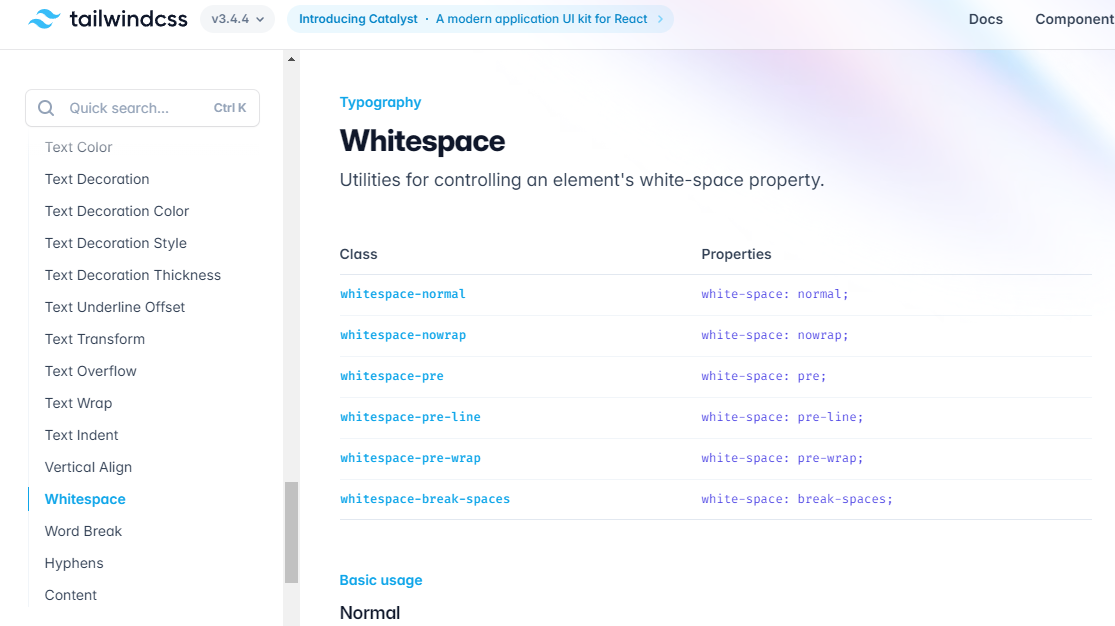 tailwindcss v3.4.4 Introducing Catalyst · A modern application UI kit for React Docs Component
Quick search... Ctrl K
Text Color
Text Decoration
Text Decoration Color
Text Decoration Style
Text Decoration Thickness
Text Underline Offset
Text Transform
Text Overflow
Text Wrap
Text Indent
Vertical Align
Whitespace
Word Break
Hyphens
Content
Typography
Whitespace
Utilities for controlling an element's white-space property.
Class Properties
whitespace-normal white-space: normal;
whitespace-nowrap white-space: nowrap;
whitespace-pre white-space: pre;
whitespace-pre-line white-space: pre-line;
whitespace-pre-wrap white-space: pre-wrap;
whitespace-break-spaces white-space: break-spaces;
Basic usage
Normal